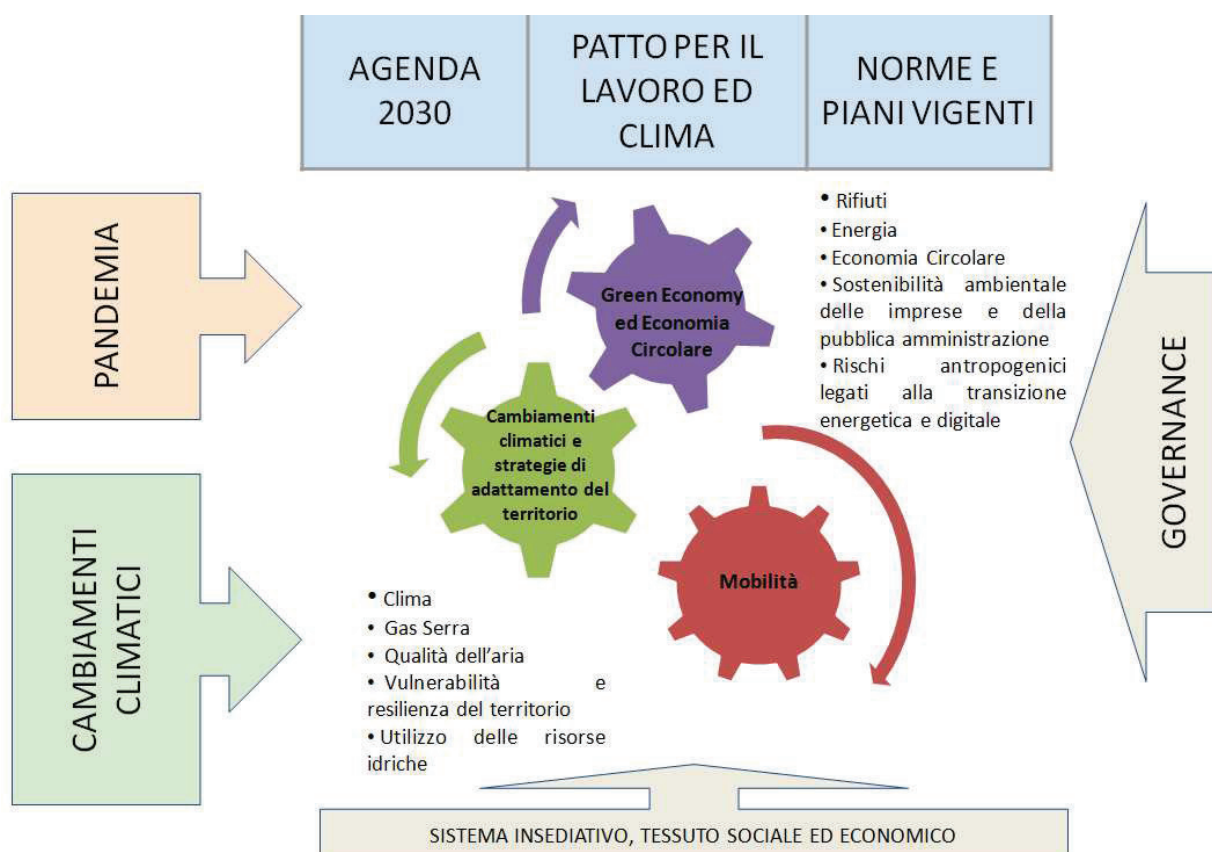 AGENDA
2030
PATTO PER IL
LAVORO ED
CLIMA
NORME E
PIANI VIGENTI
PANDEMIA
CAMBIAMENTI
CLIMATICI
Green Economy
ed Economia
Circolare
• Rifiuti
• Energia
• Economia Circolare
• Sostenibilità ambientale
delle imprese e della
pubblica amministrazione
• Rischi antropogenici
legati alla transizione
energetica e digitale
Cambiamenti
climatici e
strategie di
adattamento del
territorio
Mobilità
• Clima
• Gas Serra
• Qualità dell’aria
• Vulnerabilità e
resilienza del territorio
• Utilizzo delle risorse
idriche
GOVERNANCE
SISTEMA INSEDIATIVO, TESSUTO SOCIALE ED ECONOMICO